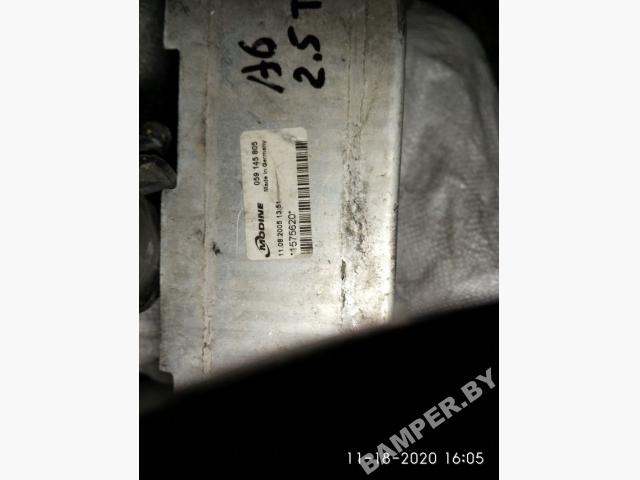 A6
2.5 T
059 145 805
Made in Germany
MODINE
11.08.2005 13:51
*1575620*
BAMPER.BY
11-18-2020 16:05